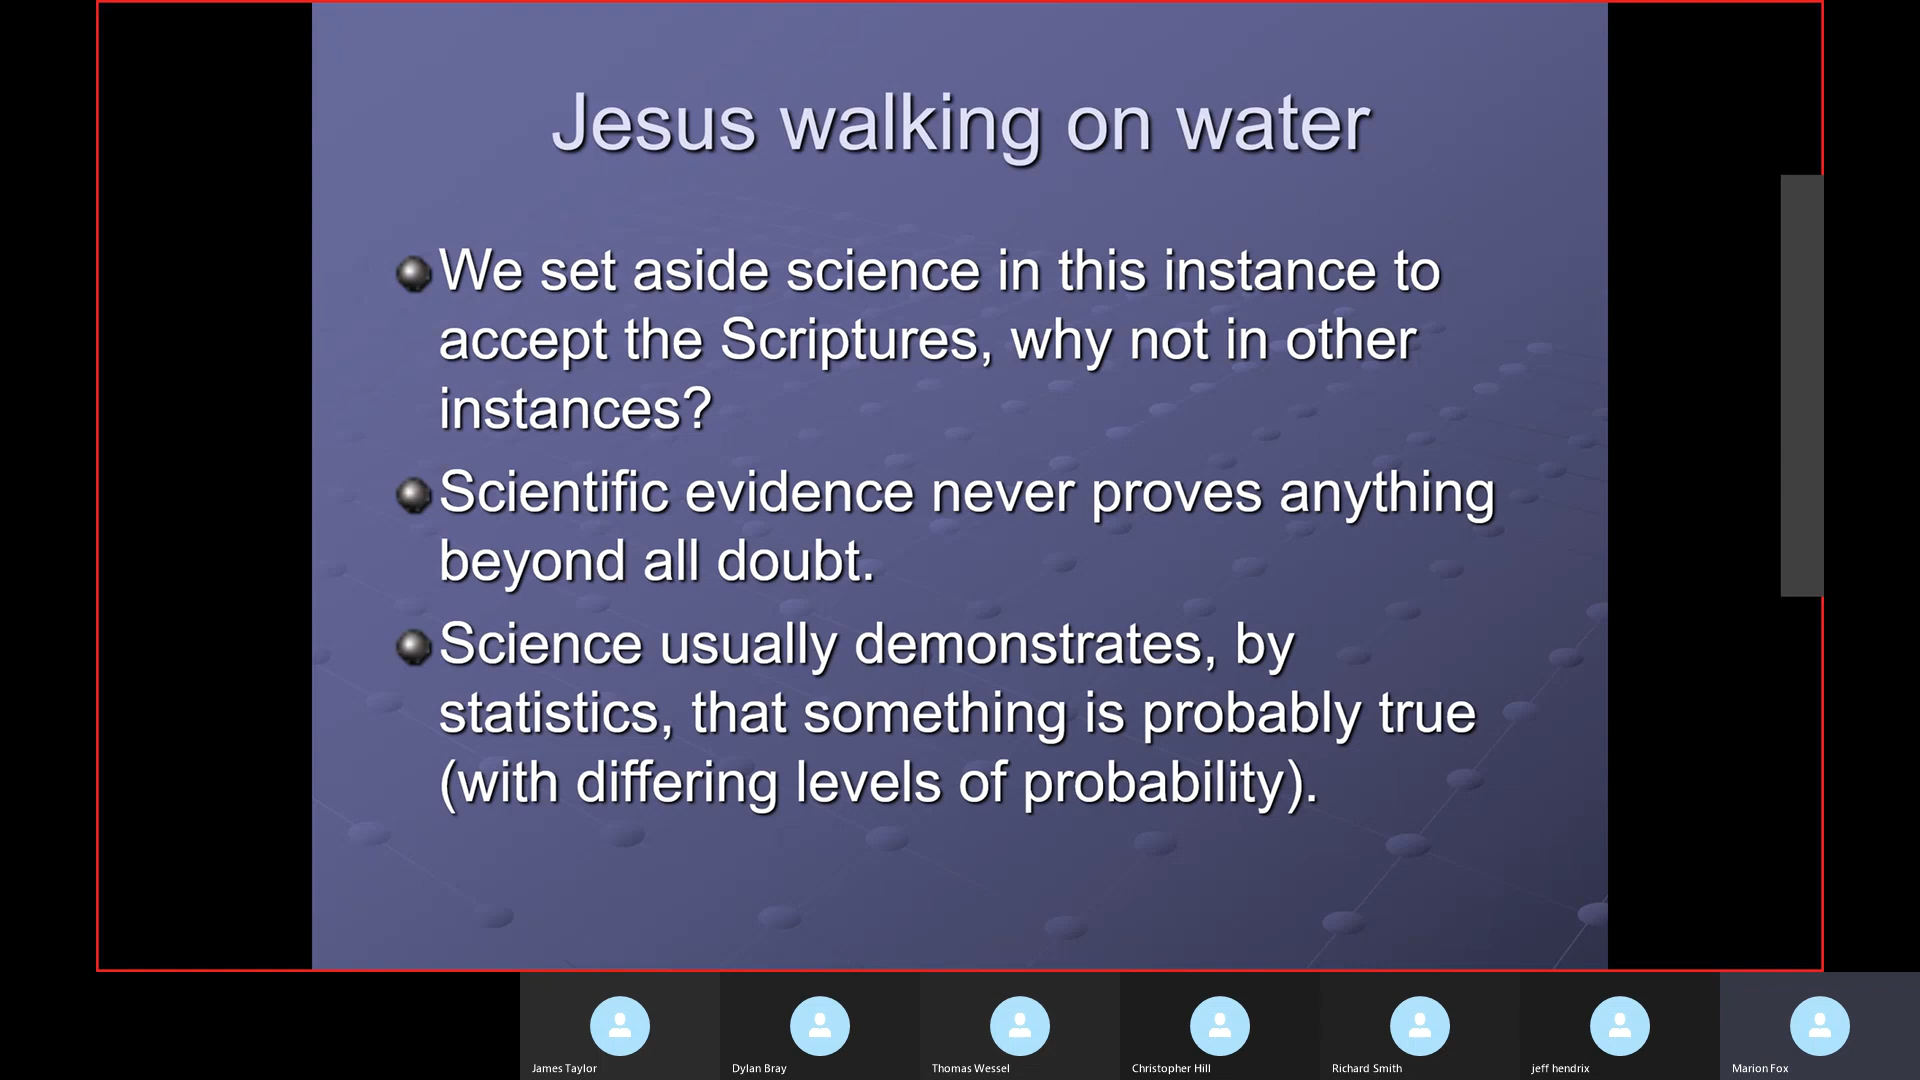 Jesus walking on water
We set aside science in this instance to
accept the Scriptures, why not in other
instances?
Scientific evidence never proves anything
beyond all doubt.
Science usually demonstrates, by
statistics, that something is probably true
(with differing levels of probability).
James Taylor
Dylan Bray
Thomas Wessel
Christopher Hill
Richard Smith
jeff hendrix
Marion Fox